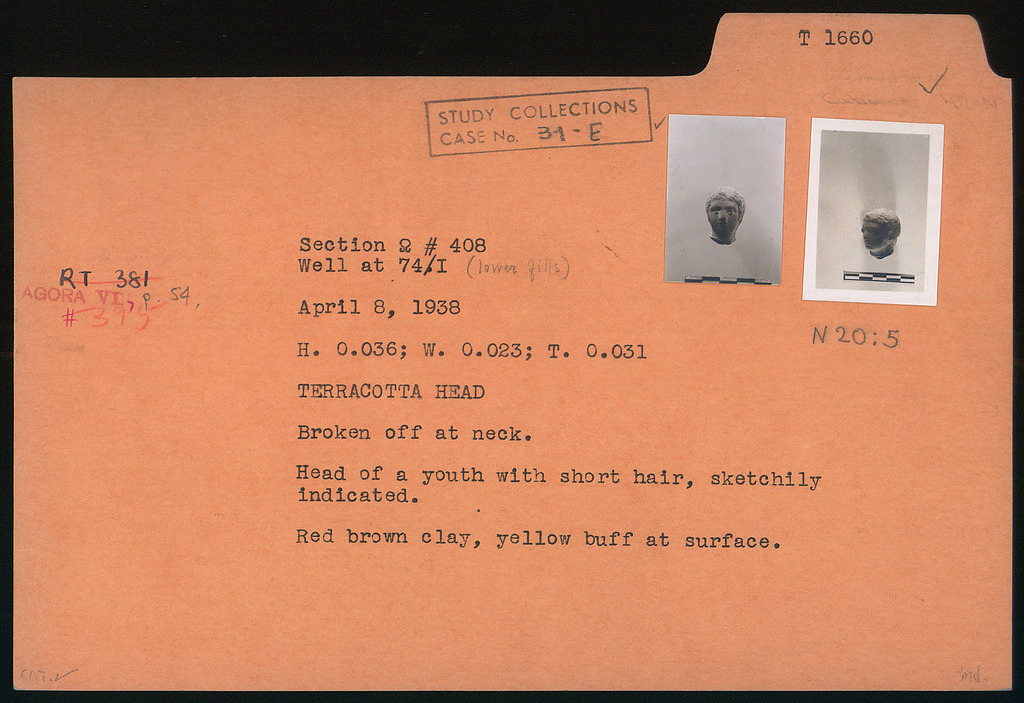 T 1660
STUDY COLLECTIONS
CASE No. 31-E
Section Ω # 408
Well at 74/I (lower fills)
RT 381
AGORA VI, p. 54,
# 393
April 8, 1938
N 20:5
H. 0.036; W. 0.023; T. 0.031
TERRACOTTA HEAD
Broken off at neck.
Head of a youth with short hair, sketchily
indicated.
Red brown clay, yellow buff at surface.